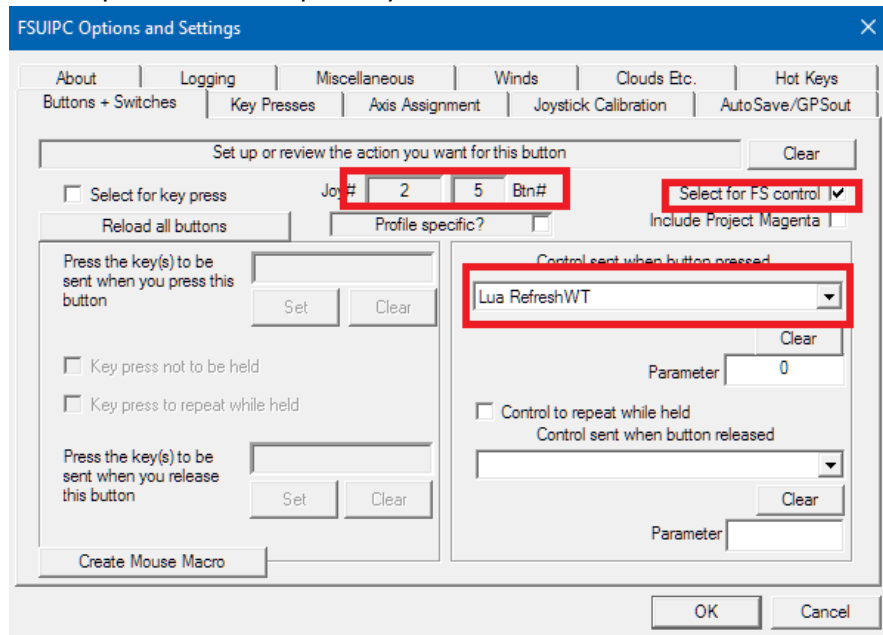 FSUIPC Options and Settings
About Logging Miscellaneous Winds Clouds Etc. Hot Keys
Buttons + Switches Key Presses Axis Assignment Joystick Calibration AutoSave/GPSout
Set up or review the action you want for this button Clear
Select for key press Joy# 2 5 Btn# Select for FS control
Reload all buttons Profile specific? Include Project Magenta
Press the key(s) to be
sent when you press this
button
Set Clear
Key press not to be held
Key press to repeat while held
Press the key(s) to be
sent when you release
this button
Set Clear
Create Mouse Macro
Control sent when button pressed
Lua RefreshWT
Clear
Parameter 0
Control to repeat while held
Control sent when button released
Clear
Parameter
OK Cancel